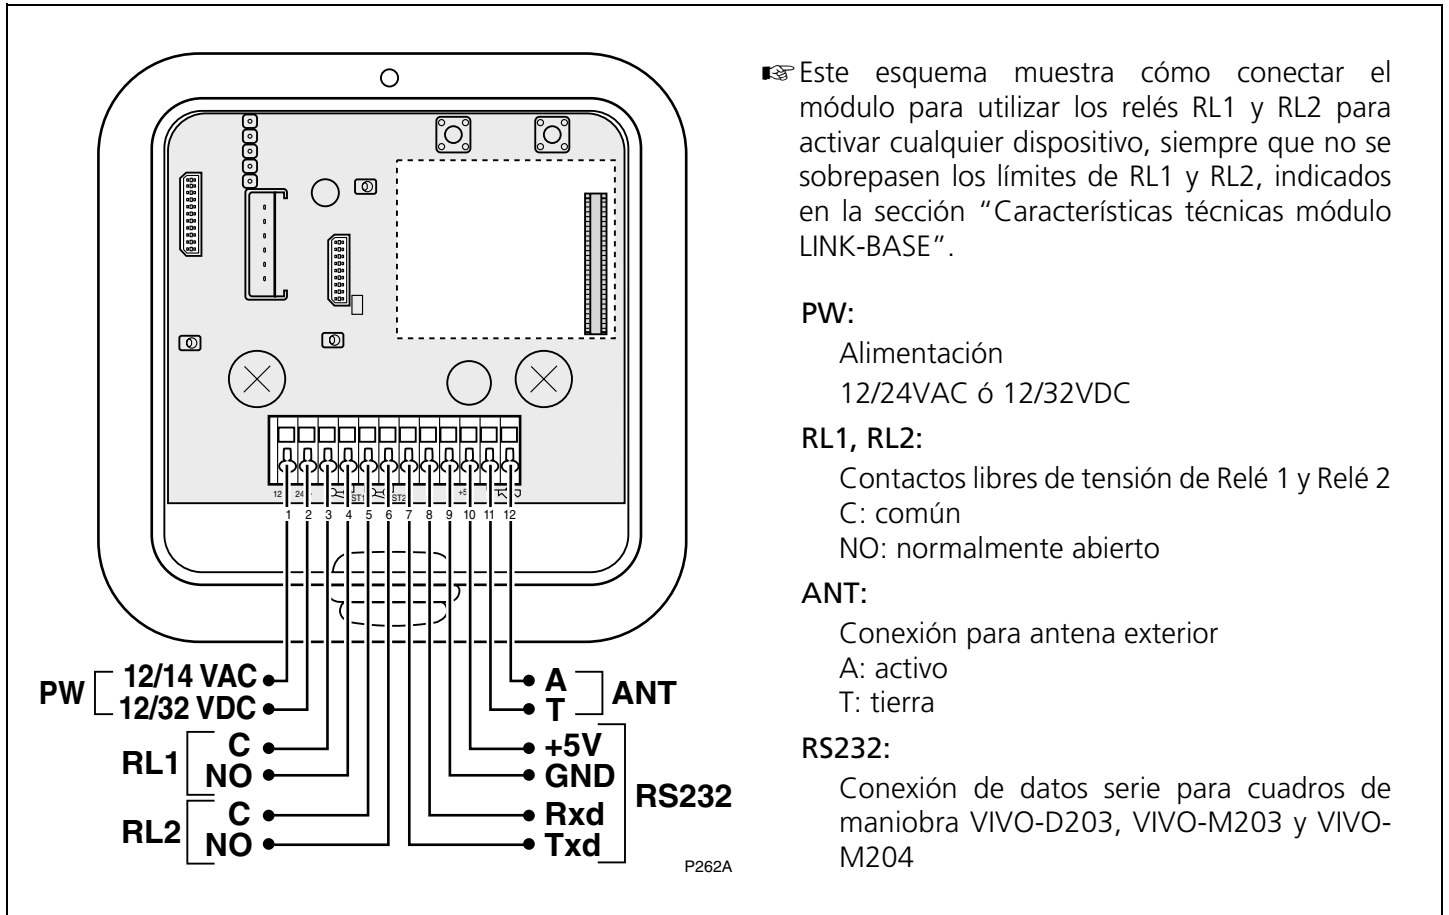 12
24
ST1
ST2
+5
1 2 3 4 5 6 7 8 9 10 11 12
PW
12/14 VAC
12/32 VDC
RL1
C
NO
RL2
C
NO
A
T
ANT
+5V
GND
Rxd
Txd
RS232
P262A
☞ Este esquema muestra cómo conectar el
módulo para utilizar los relés RL1 y RL2 para
activar cualquier dispositivo, siempre que no se
sobrepasen los límites de RL1 y RL2, indicados
en la sección “Características técnicas módulo
LINK-BASE”.
PW:
Alimentación
12/24VAC ó 12/32VDC
RL1, RL2:
Contactos libres de tensión de Relé 1 y Relé 2
C: común
NO: normalmente abierto
ANT:
Conexión para antena exterior
A: activo
T: tierra
RS232:
Conexión de datos serie para cuadros de
maniobra VIVO-D203, VIVO-M203 y VIVO-
M204